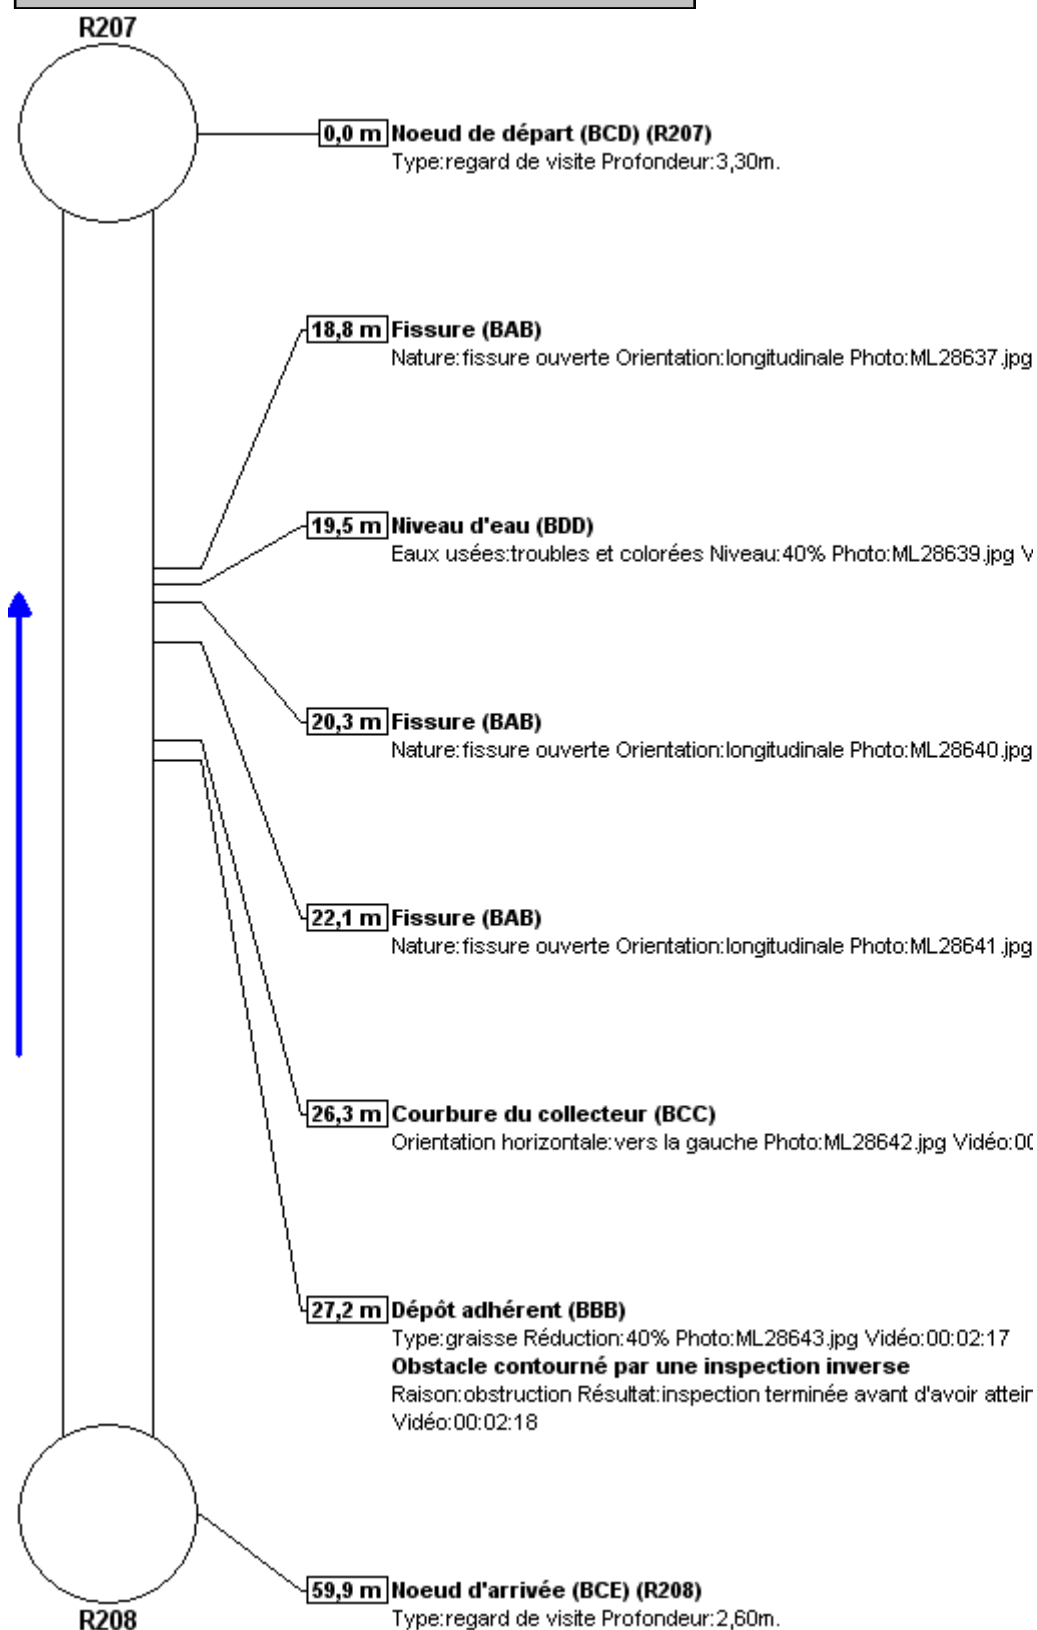 R207
0,0 m Noeud de départ (BCD) (R207)
Type:regard de visite Profondeur:3,30m.
18,8 m Fissure (BAB)
Nature:fissure ouverte Orientation:longitudinale Photo:ML28637.jpg
19,5 m Niveau d'eau (BDD)
Eaux usées:troubles et colorées Niveau:40% Photo:ML28639.jpg V
20,3 m Fissure (BAB)
Nature:fissure ouverte Orientation:longitudinale Photo:ML28640.jpg
22,1 m Fissure (BAB)
Nature:fissure ouverte Orientation:longitudinale Photo:ML28641.jpg
26,3 m Courbure du collecteur (BCC)
Orientation horizontale:vers la gauche Photo:ML28642.jpg Vidéo:00
27,2 m Dépôt adhérent (BBB)
Type:graisse Réduction:40% Photo:ML28643.jpg Vidéo:00:02:17
Obstacle contourné par une inspection inverse
Raison:obstruction Résultat:inspection terminée avant d'avoir attein
Vidéo:00:02:18
59,9 m Noeud d'arrivée (BCE) (R208)
R208
Type:regard de visite Profondeur:2,60m.